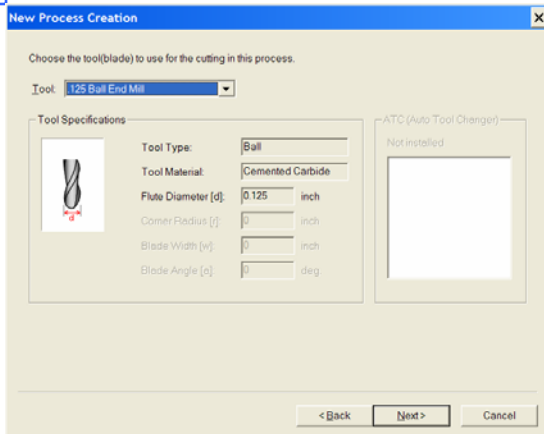 New Process Creation
Choose the tool(blade) to use for the cutting in this process.
Tool: .125 Ball End Mill
Tool Specifications
Tool Type: Ball
Tool Material: Cemented Carbide
Flute Diameter [d]: 0.125 inch
Corner Radius [r]: 0 inch
Blade Width [w]: 0 inch
Blade Angle [a]: 0 deg.
d
ATC (Auto Tool Changer)
Not installed
< Back
Next >
Cancel